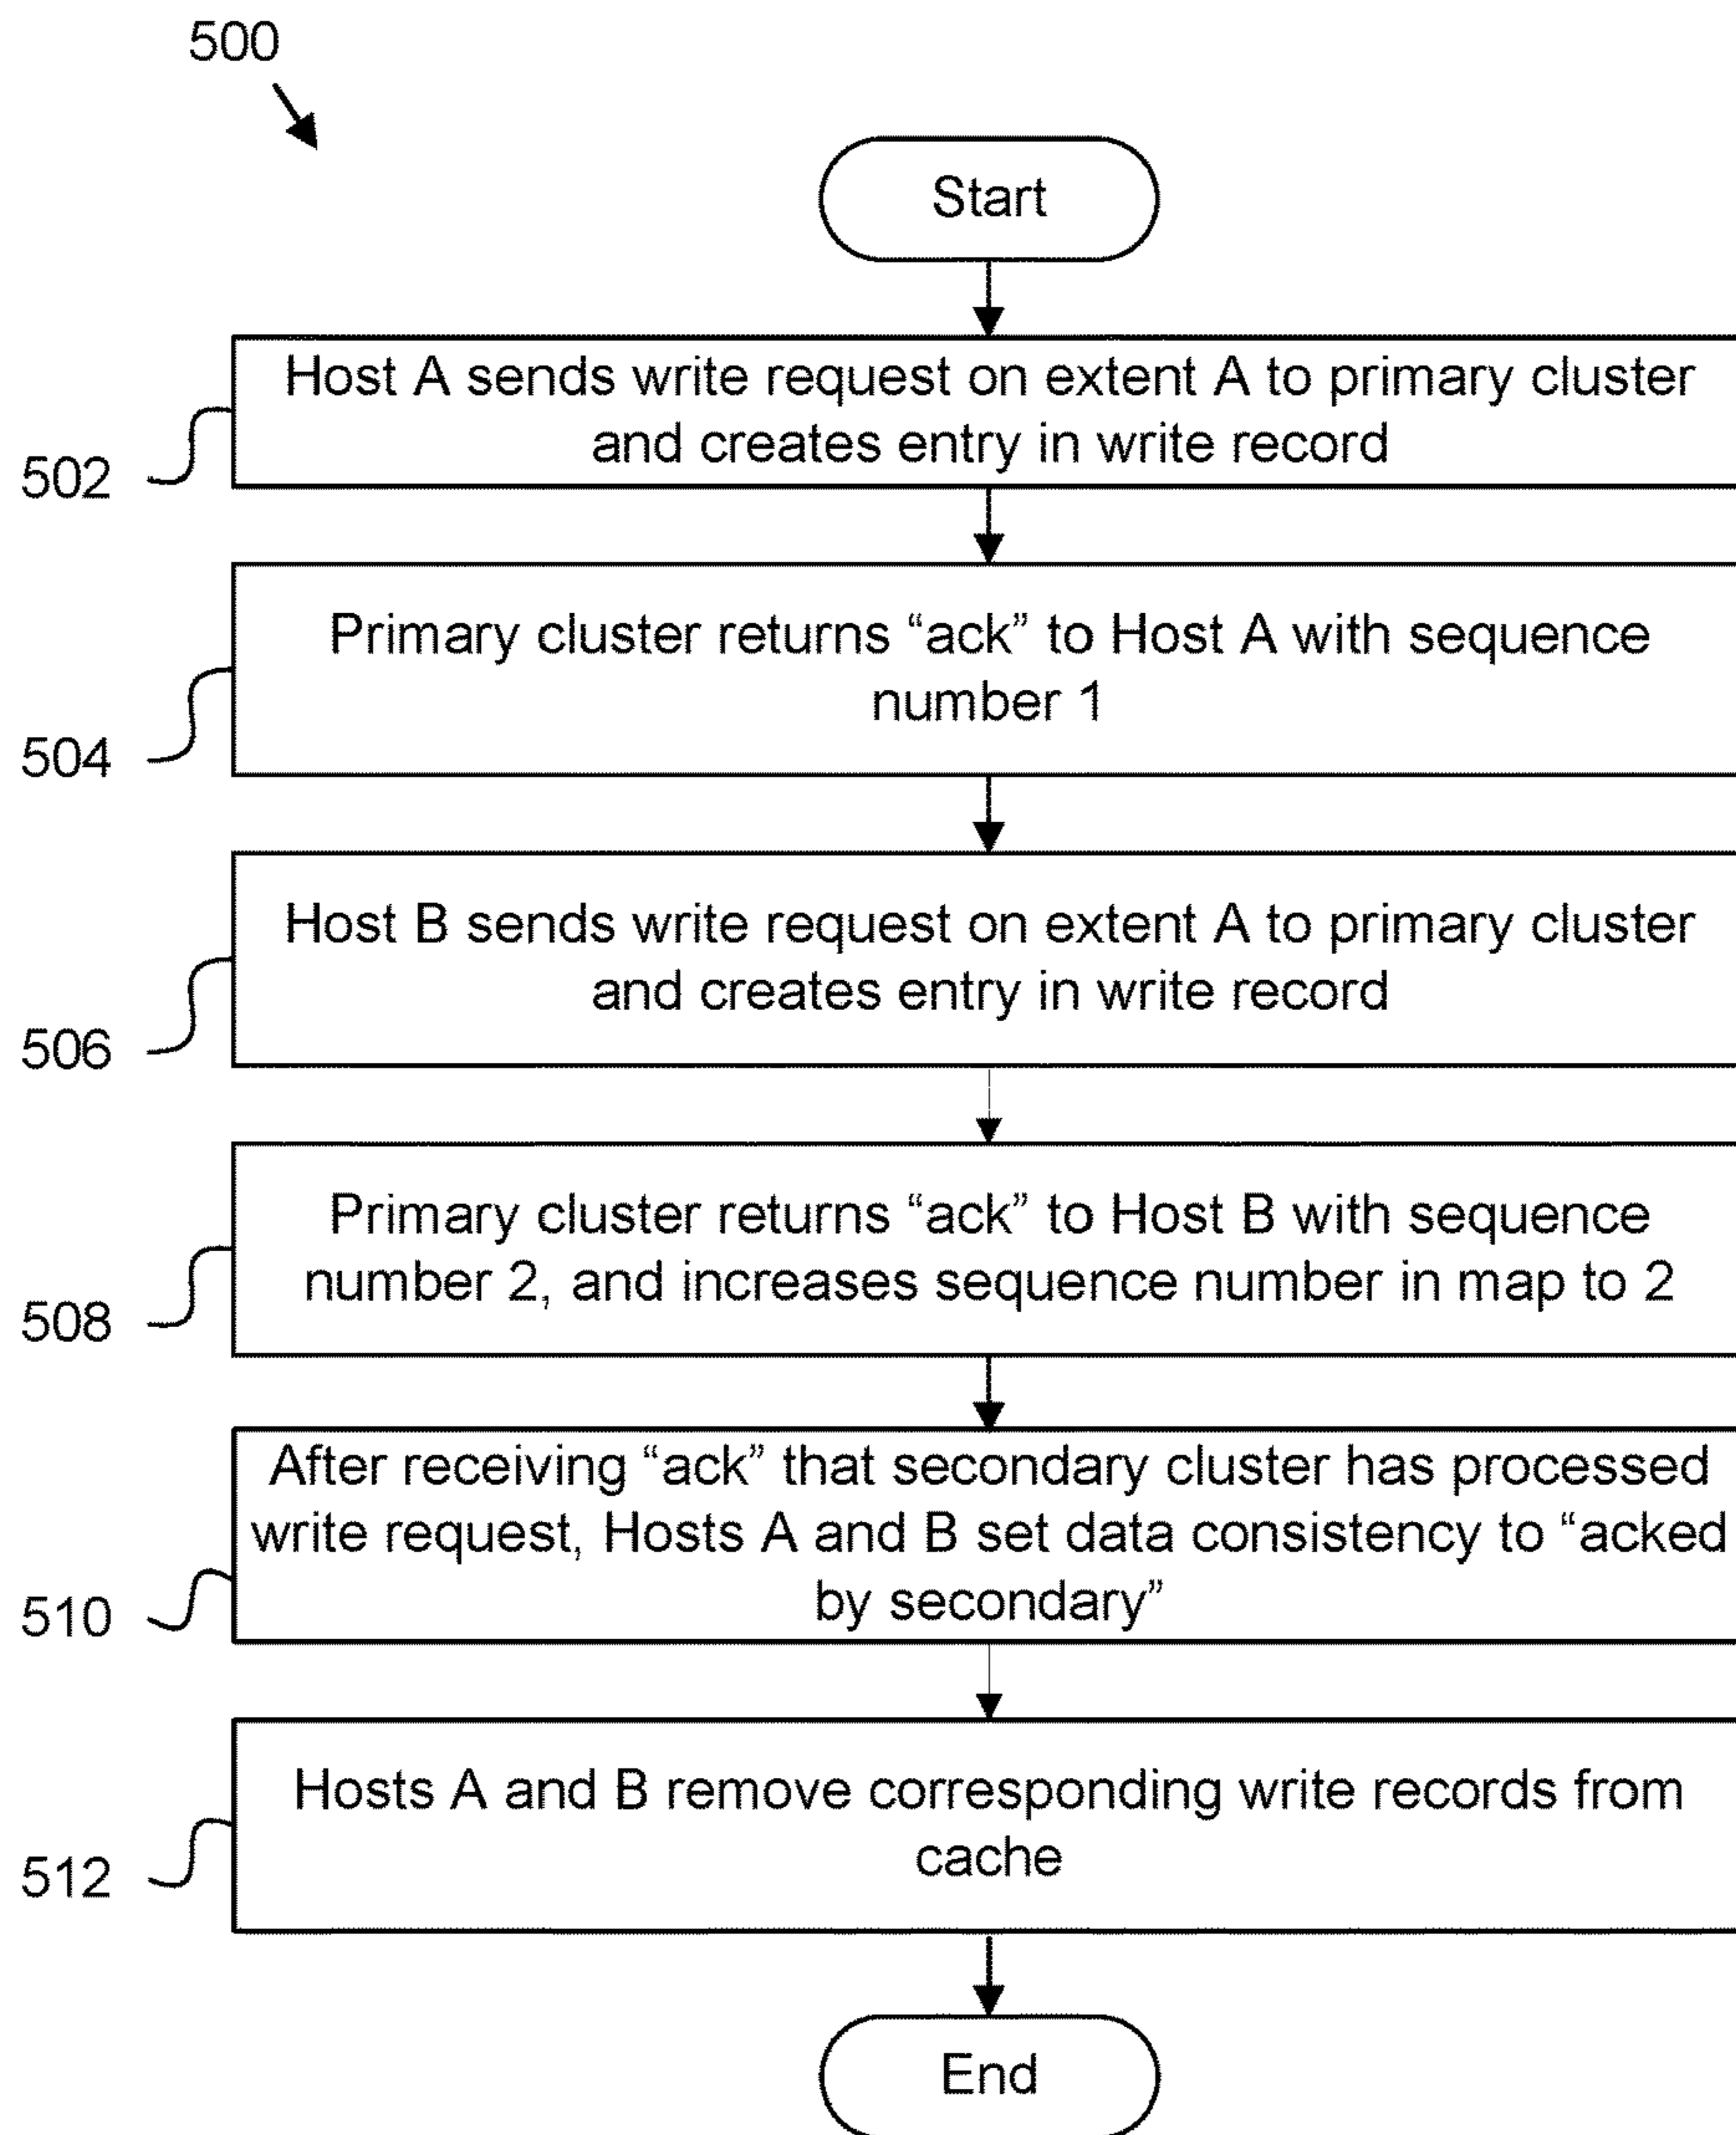 500
Start
Host A sends write request on extent A to primary cluster
and creates entry in write record
502
Primary cluster returns “ack” to Host A with sequence
number 1
504
Host B sends write request on extent A to primary cluster
and creates entry in write record
506
Primary cluster returns “ack” to Host B with sequence
number 2, and increases sequence number in map to 2
508
After receiving “ack” that secondary cluster has processed
write request, Hosts A and B set data consistency to “acked
by secondary”
510
Hosts A and B remove corresponding write records from
cache
512
End